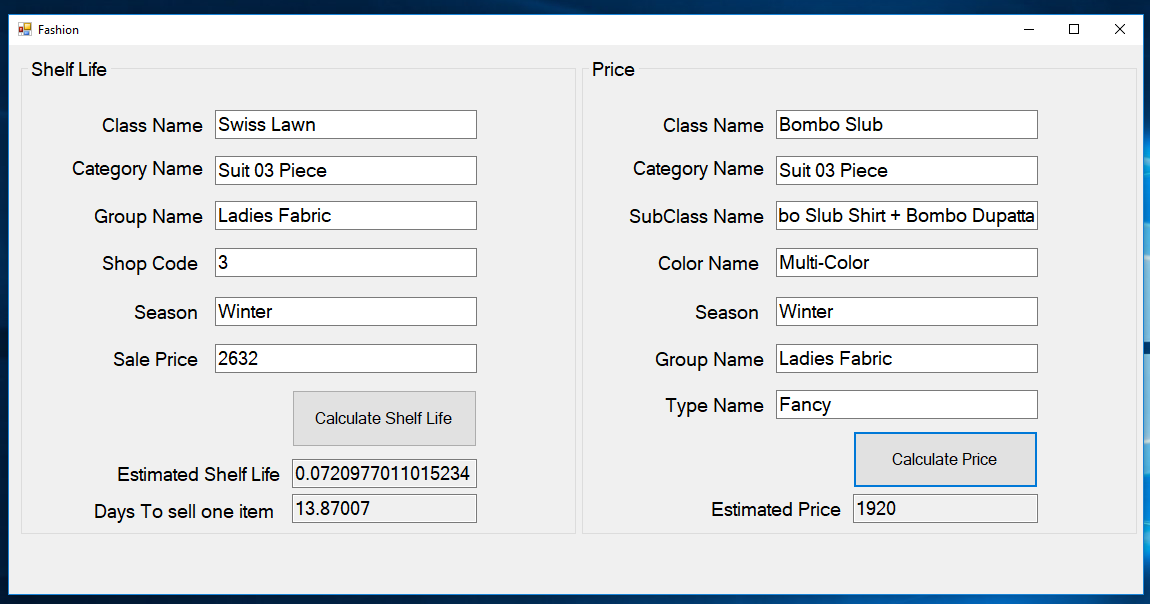 Fashion
Shelf Life
Class Name Swiss Lawn
Category Name Suit 03 Piece
Group Name Ladies Fabric
Shop Code 3
Season Winter
Sale Price 2632
Calculate Shelf Life
Estimated Shelf Life 0.0720977011015234
Days To sell one item 13.87007
Price
Class Name Bombo Slub
Category Name Suit 03 Piece
SubClass Name bo Slub Shirt + Bombo Dupatta
Color Name Multi-Color
Season Winter
Group Name Ladies Fabric
Type Name Fancy
Calculate Price
Estimated Price 1920